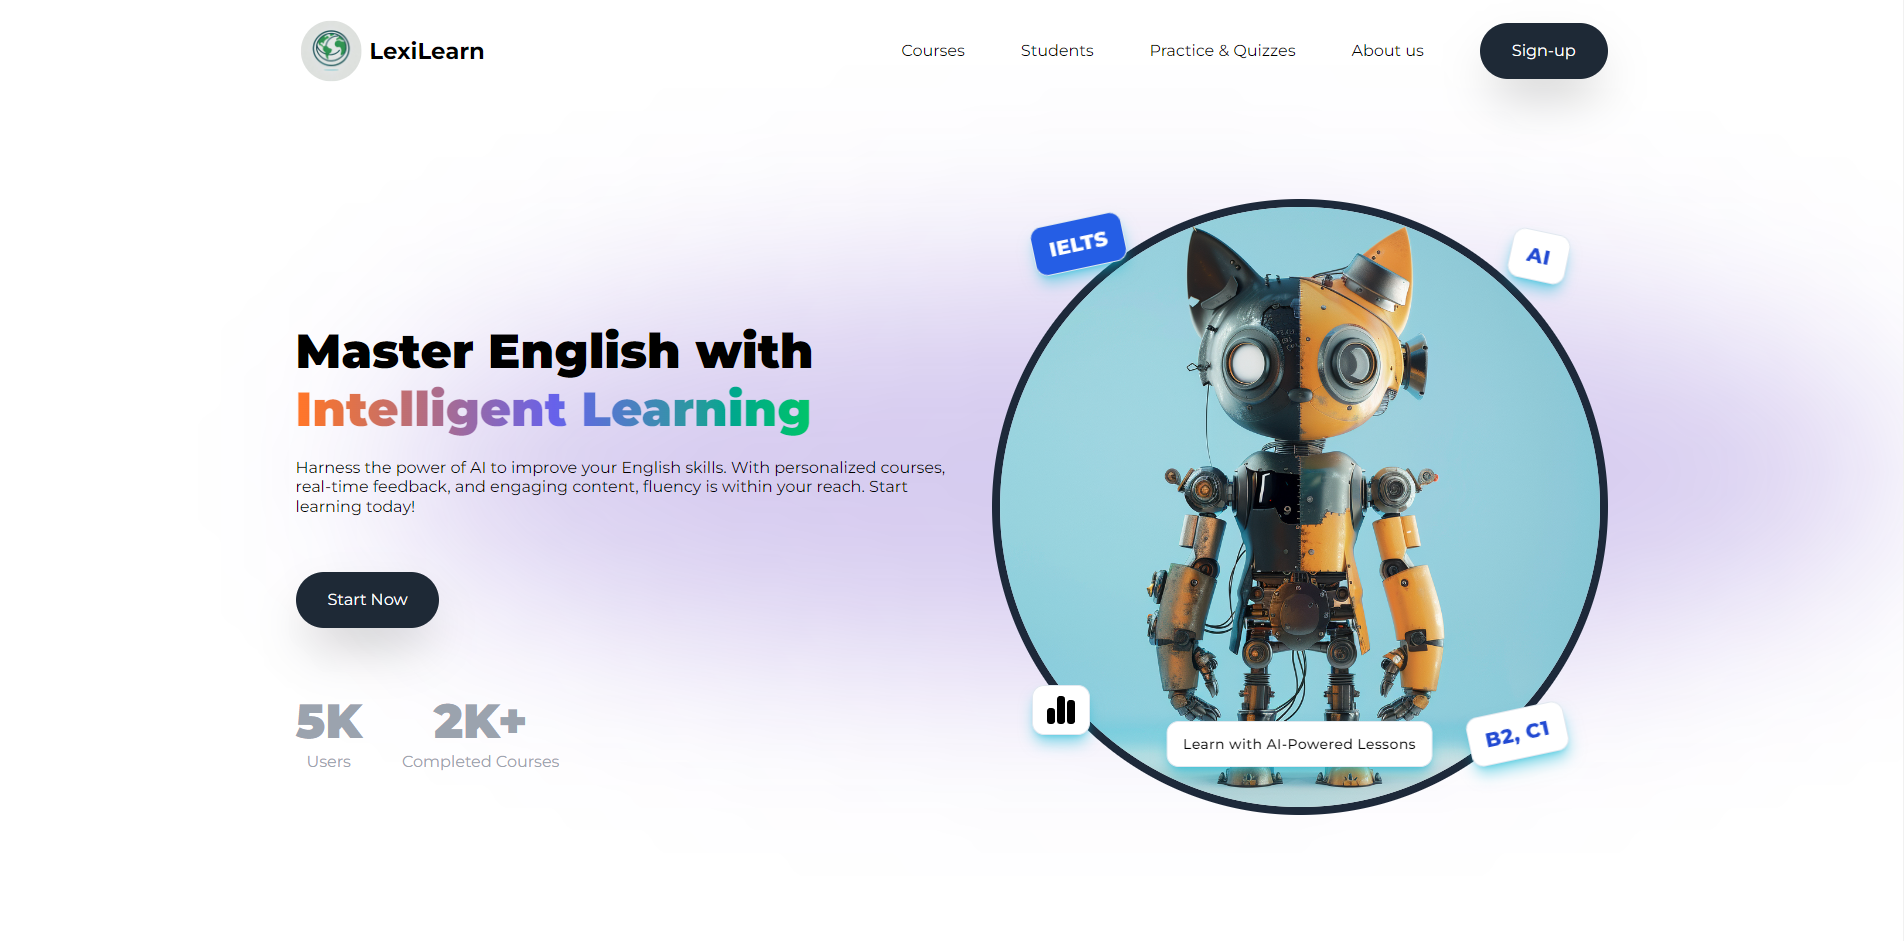 LexiLearn
Courses
Students
Practice & Quizzes
About us
Sign-up
Master English with
Intelligent Learning
Harness the power of AI to improve your English skills. With personalized courses,
real-time feedback, and engaging content, fluency is within your reach. Start
learning today!
Start Now
5K
Users
2K+
Completed Courses
IELTS
AI
9
Learn with AI-Powered Lessons
B2, C1